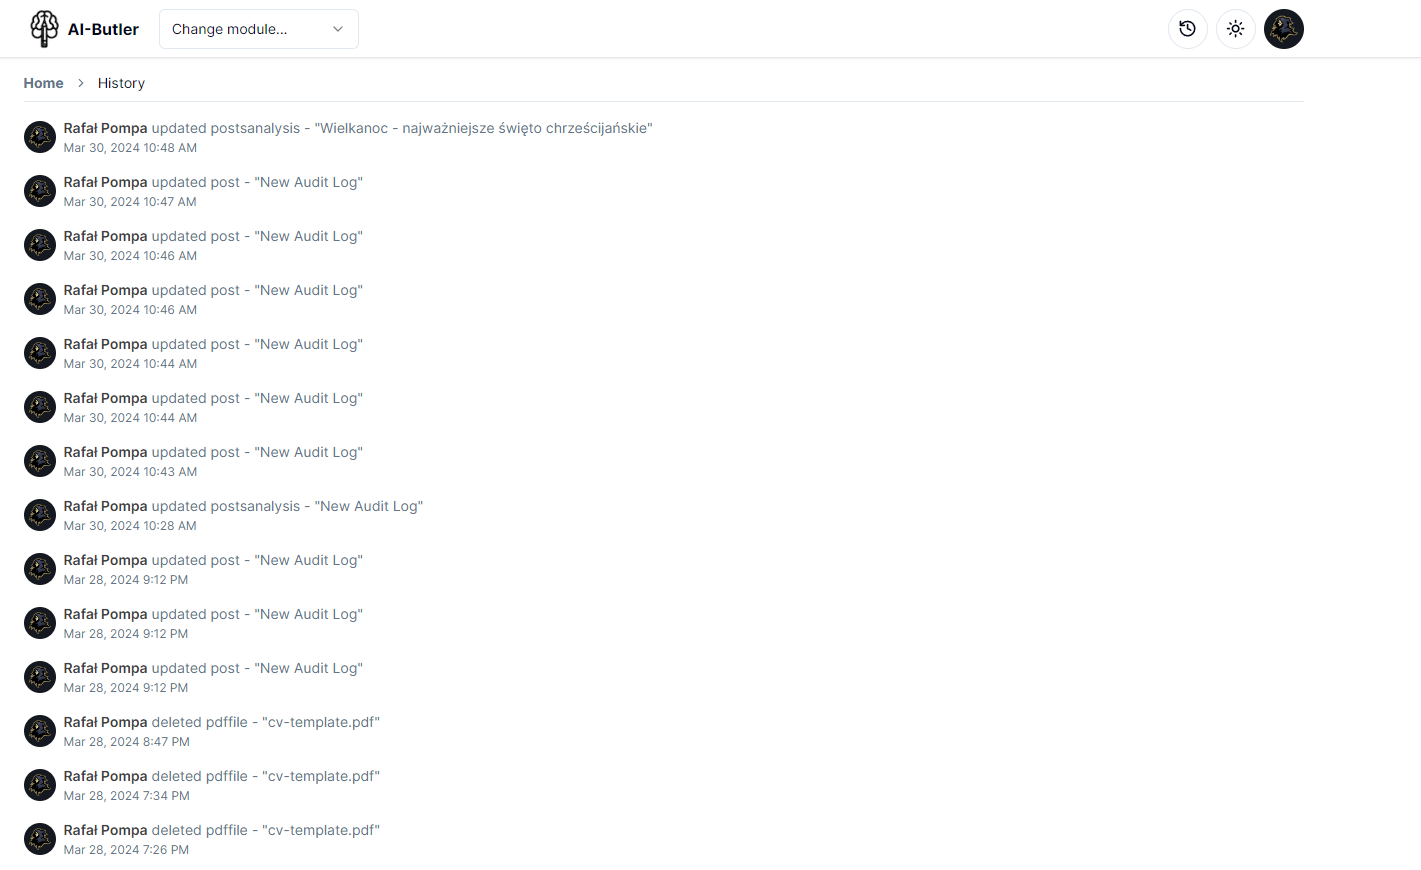 AI-Butler
Change module...
Home
History
Rafał Pompa updated postsanalysis - "Wielkanoc - najważniejsze święto chrześcijańskie"
Mar 30, 2024 10:48 AM
Rafał Pompa updated post - "New Audit Log"
Mar 30, 2024 10:47 AM
Rafał Pompa updated post - "New Audit Log"
Mar 30, 2024 10:46 AM
Rafał Pompa updated post - "New Audit Log"
Mar 30, 2024 10:46 AM
Rafał Pompa updated post - "New Audit Log"
Mar 30, 2024 10:44 AM
Rafał Pompa updated post - "New Audit Log"
Mar 30, 2024 10:44 AM
Rafał Pompa updated post - "New Audit Log"
Mar 30, 2024 10:43 AM
Rafał Pompa updated postsanalysis - "New Audit Log"
Mar 30, 2024 10:28 AM
Rafał Pompa updated post - "New Audit Log"
Mar 28, 2024 9:12 PM
Rafał Pompa updated post - "New Audit Log"
Mar 28, 2024 9:12 PM
Rafał Pompa updated post - "New Audit Log"
Mar 28, 2024 9:12 PM
Rafał Pompa deleted pdffile - "cv-template.pdf"
Mar 28, 2024 8:47 PM
Rafał Pompa deleted pdffile - "cv-template.pdf"
Mar 28, 2024 7:34 PM
Rafał Pompa deleted pdffile - "cv-template.pdf"
Mar 28, 2024 7:26 PM